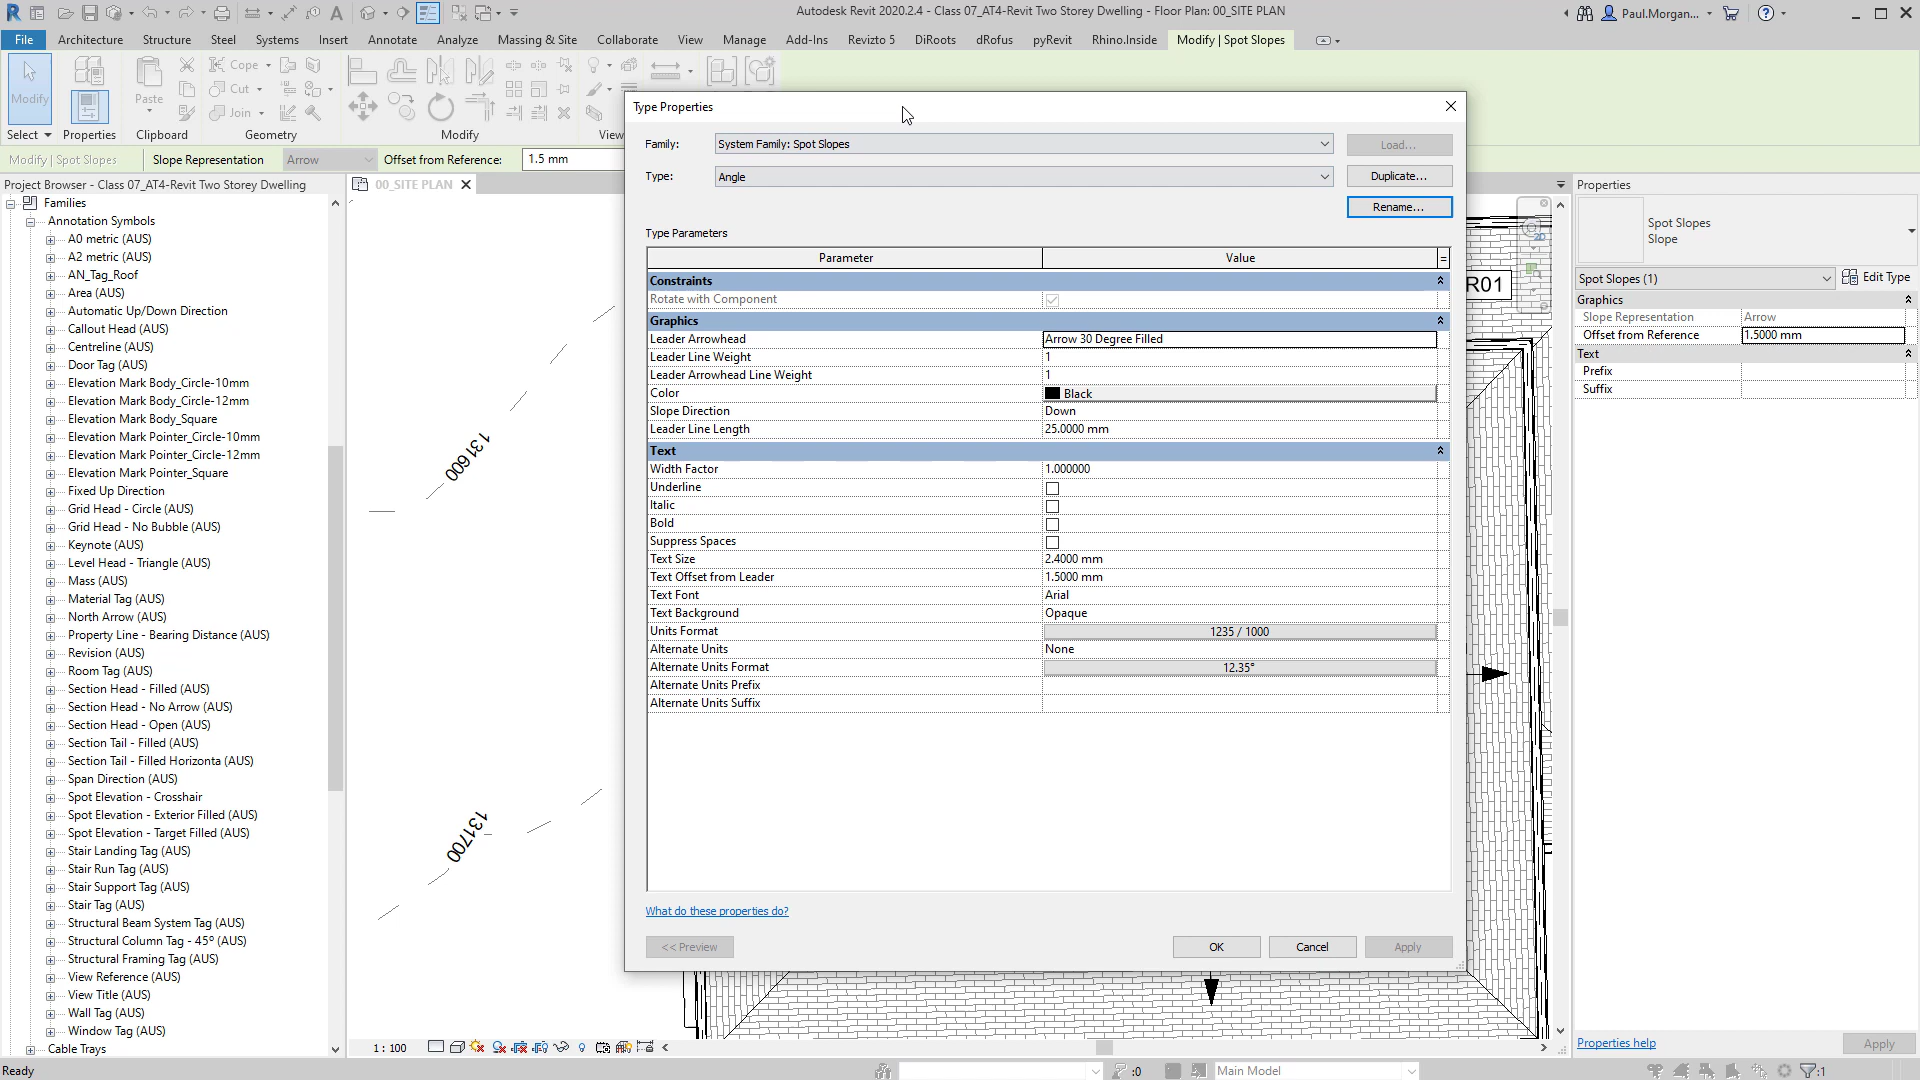 Autodesk Revit 2020.2.4 - Class 07_AT4-Revit Two Storey Dwelling - Floor Plan: 00_SITE PLAN
Paul.Morgan...
File
Architecture
Structure
Steel
Systems
Insert
Annotate
Analyze
Massing & Site
Collaborate
View
Manage
Add-Ins
Revizto 5
DiRoots
dRofus
pyRevit
Rhino.Inside
Modify | Spot Slopes
Modify
Paste
Cope
Cut
Join
Select
Properties
Clipboard
Geometry
Modify
View
Modify | Spot Slopes
Slope Representation
Arrow
Offset from Reference:
1.5 mm
Project Browser - Class 07_AT4-Revit Two Storey Dwelling
Families
Annotation Symbols
A0 metric (AUS)
A2 metric (AUS)
AN_Tag_Roof
Area (AUS)
Automatic Up/Down Direction
Callout Head (AUS)
Centreline (AUS)
Door Tag (AUS)
Elevation Mark Body_Circle-10mm
Elevation Mark Body_Circle-12mm
Elevation Mark Body_Square
Elevation Mark Pointer_Circle-10mm
Elevation Mark Pointer_Circle-12mm
Elevation Mark Pointer_Square
Fixed Up Direction
Grid Head - Circle (AUS)
Grid Head - No Bubble (AUS)
Keynote (AUS)
Level Head - Triangle (AUS)
Mass (AUS)
Material Tag (AUS)
North Arrow (AUS)
Property Line - Bearing Distance (AUS)
Revision (AUS)
Room Tag (AUS)
Section Head - Filled (AUS)
Section Head - No Arrow (AUS)
Section Head - Open (AUS)
Section Tail - Filled (AUS)
Section Tail - Filled Horizonta (AUS)
Span Direction (AUS)
Spot Elevation - Crosshair
Spot Elevation - Exterior Filled (AUS)
Spot Elevation - Target Filled (AUS)
Stair Landing Tag (AUS)
Stair Run Tag (AUS)
Stair Support Tag (AUS)
Stair Tag (AUS)
Structural Beam System Tag (AUS)
Structural Column Tag - 45º (AUS)
Structural Framing Tag (AUS)
View Reference (AUS)
View Title (AUS)
Wall Tag (AUS)
Window Tag (AUS)
Cable Trays
00_SITE PLAN
131600
131700
R01
1 : 100
Type Properties
Family:
System Family: Spot Slopes
Load...
Type:
Angle
Duplicate...
Rename...
Type Parameters
Parameter
Value
=
Constraints
Rotate with Component
Graphics
Leader Arrowhead
Arrow 30 Degree Filled
Leader Line Weight
1
Leader Arrowhead Line Weight
1
Color
Black
Slope Direction
Down
Leader Line Length
25.0000 mm
Text
Width Factor
1.000000
Underline
Italic
Bold
Suppress Spaces
Text Size
2.4000 mm
Text Offset from Leader
1.5000 mm
Text Font
Arial
Text Background
Opaque
Units Format
1235 / 1000
Alternate Units
None
Alternate Units Format
12.35°
Alternate Units Prefix
Alternate Units Suffix
What do these properties do?
<< Preview
OK
Cancel
Apply
Properties
Spot Slopes
Slope
Spot Slopes (1)
Edit Type
Graphics
Slope Representation
Arrow
Offset from Reference
1.5000 mm
Text
Prefix
Suffix
Properties help
Apply
Ready
:0
Main Model
:1